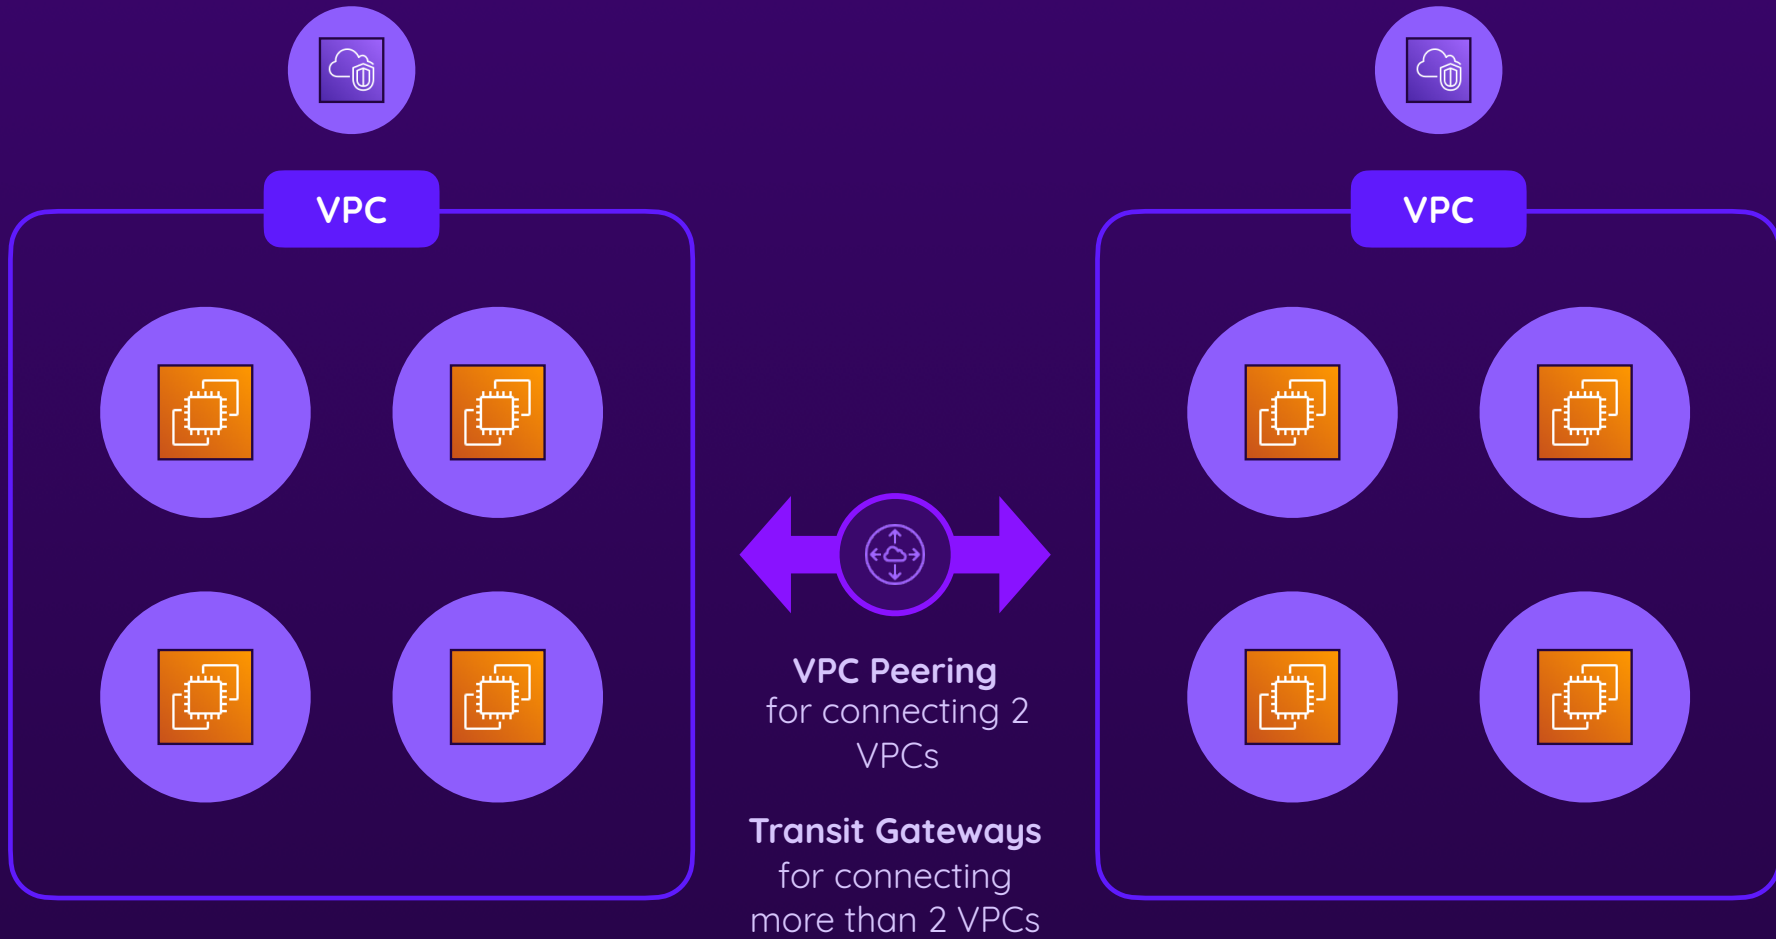 VPC
VPC
VPC Peering
for connecting 2
VPCs
Transit Gateways
for connecting
more than 2 VPCs